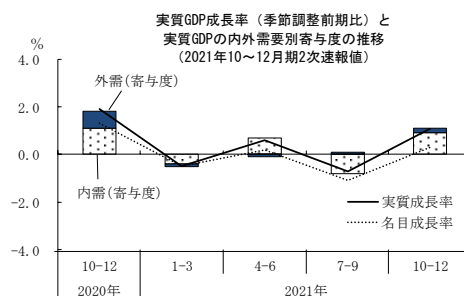 実質GDP成長率（季節調整前期比）と
実質GDPの内外需要別寄与度の推移
（2021年10～12月期2次速報値）
%
外需(寄与度)
内需(寄与度)
4.0
2.0
0.0
-2.0
-4.0
実質成長率
名目成長率
10-12 1-3 4-6 7-9 10-12
2020年 2021年